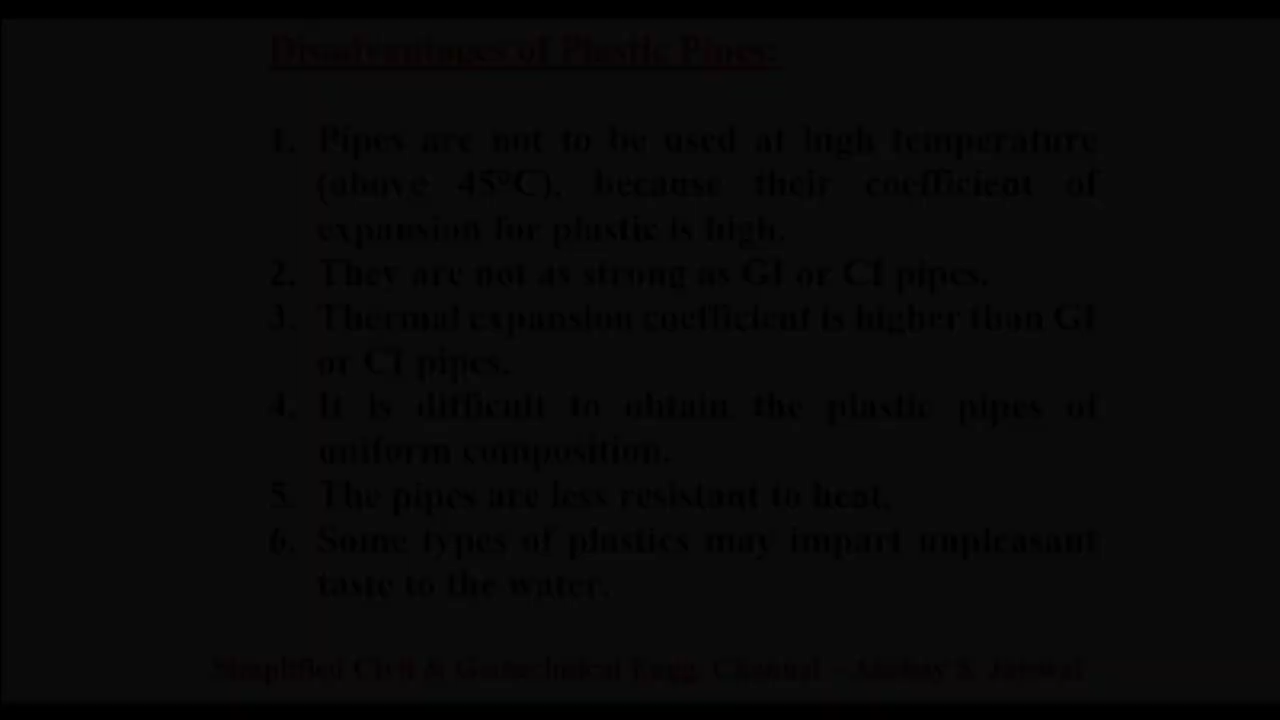 Disadvantages of Plastic Pipes:
1. Pipes are not to be used at high temperature
(above 45°C), because their coefficient of
expansion for plastic is high.
2. They are not as strong as GI or CI pipes.
3. Thermal expansion coefficient is higher than GI
or CI pipes.
4. It is difficult to obtain the plastic pipes of
uniform composition.
5. The pipes are less resistant to heat.
6. Some types of plastics may impart unpleasant
taste to the water.
Simplified Civil & Geotechnical Engg. Channel - Akshay S.